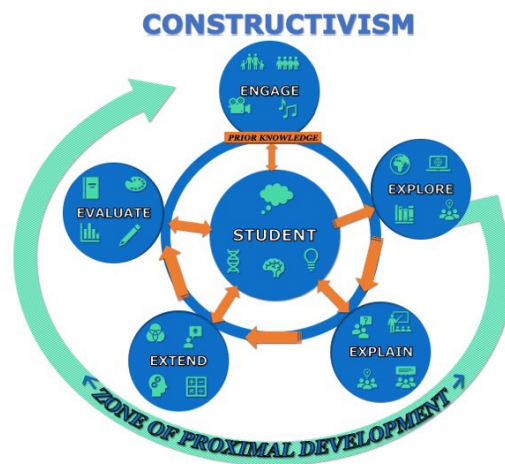 CONSTRUCTIVISM
ENGAGE
PRIOR KNOWLEDGE
EXPLORE
EVALUATE
STUDENT
EXTEND
EXPLAIN
ZONE OF PROXIMAL DEVELOPMENT